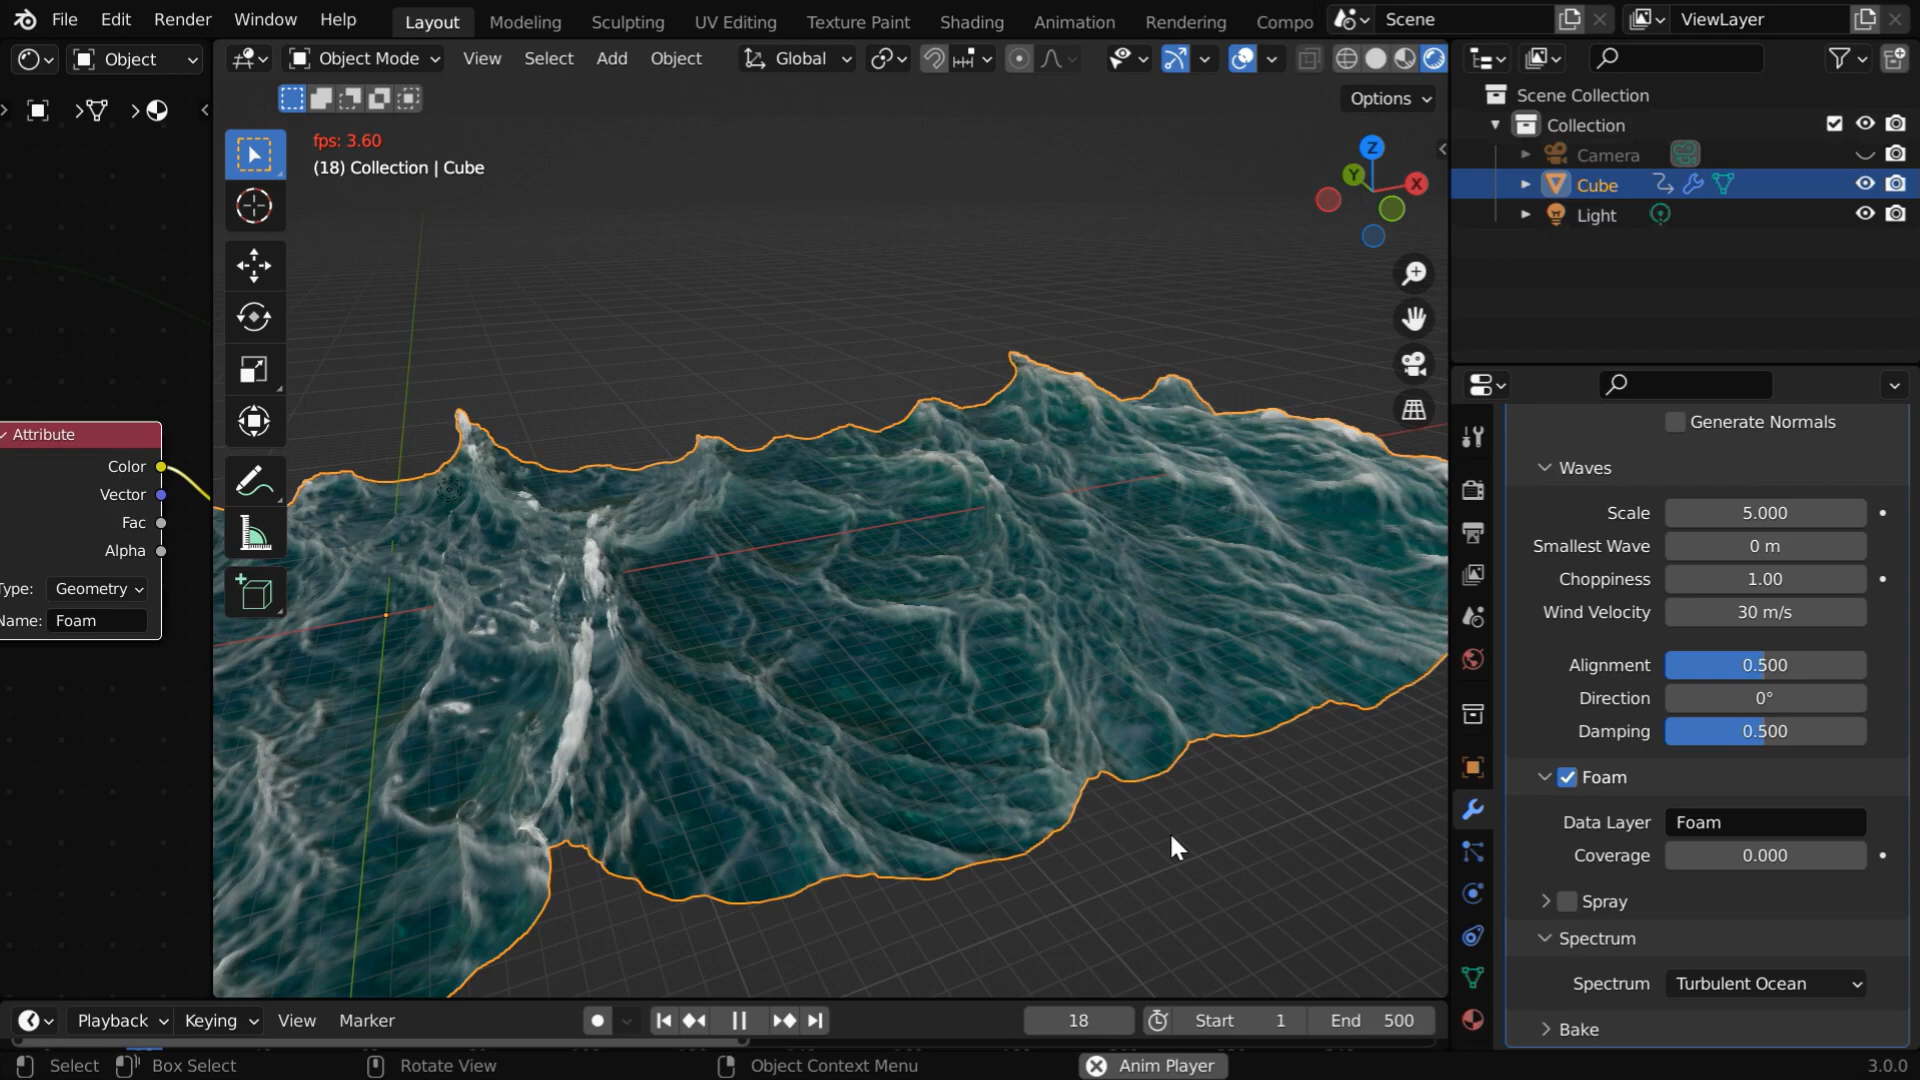 File Edit Render Window Help Layout Modeling Sculpting UV Editing Texture Paint Shading Animation Rendering Compo Scene ViewLayer
Object Object Mode View Select Add Object Global
Options
fps: 3.60
(18) Collection | Cube
Z
Y
X
Scene Collection
Collection
Camera
Cube
Light
Attribute
Color
Vector
Fac
Alpha
Type: Geometry
Name: Foam
Generate Normals
Waves
Scale 5.000
Smallest Wave 0 m
Choppiness 1.00
Wind Velocity 30 m/s
Alignment 0.500
Direction 0°
Damping 0.500
Foam
Data Layer Foam
Coverage 0.000
Spray
Spectrum
Spectrum Turbulent Ocean
Bake
Playback Keying View Marker 18 Start 1 End 500
Select Box Select Rotate View Object Context Menu Anim Player 3.0.0